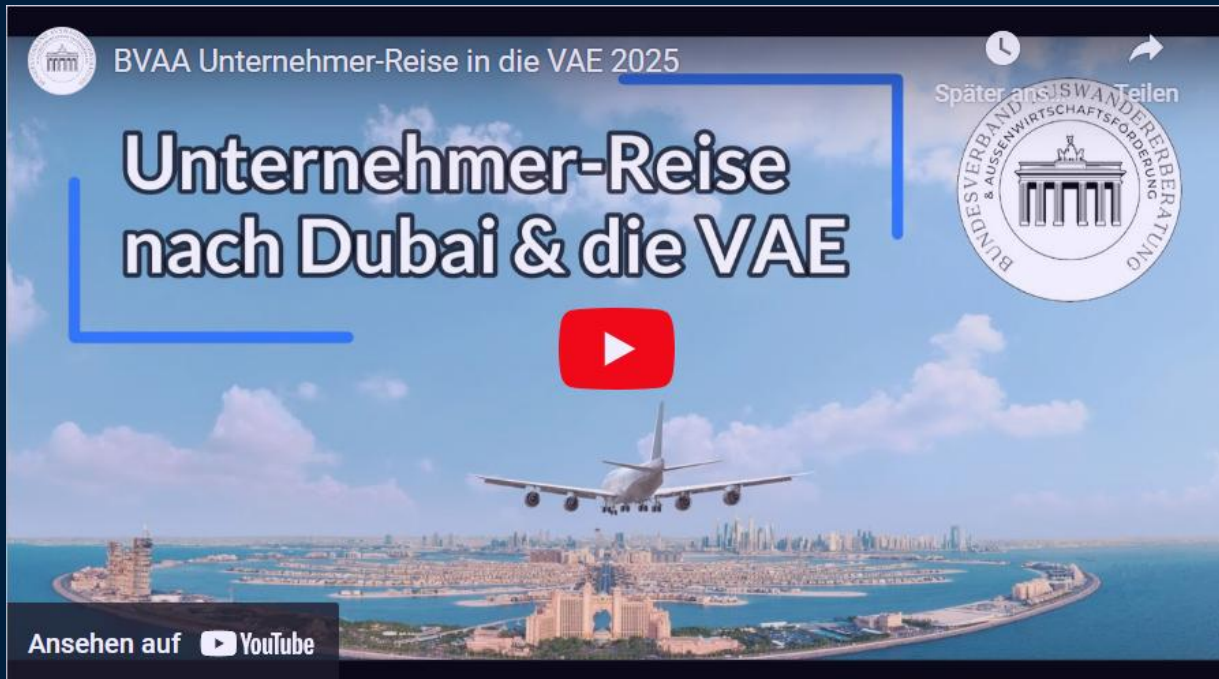 BVAA Unternehmer-Reise in die VAE 2025
Später ans...
Teilen
Unternehmer-Reise
nach Dubai & die VAE
BUNDESVERBAND AUSWANDERERBERATUNG
& AUSSENWIRTSCHAFTSFÖRDERUNG
Ansehen auf YouTube